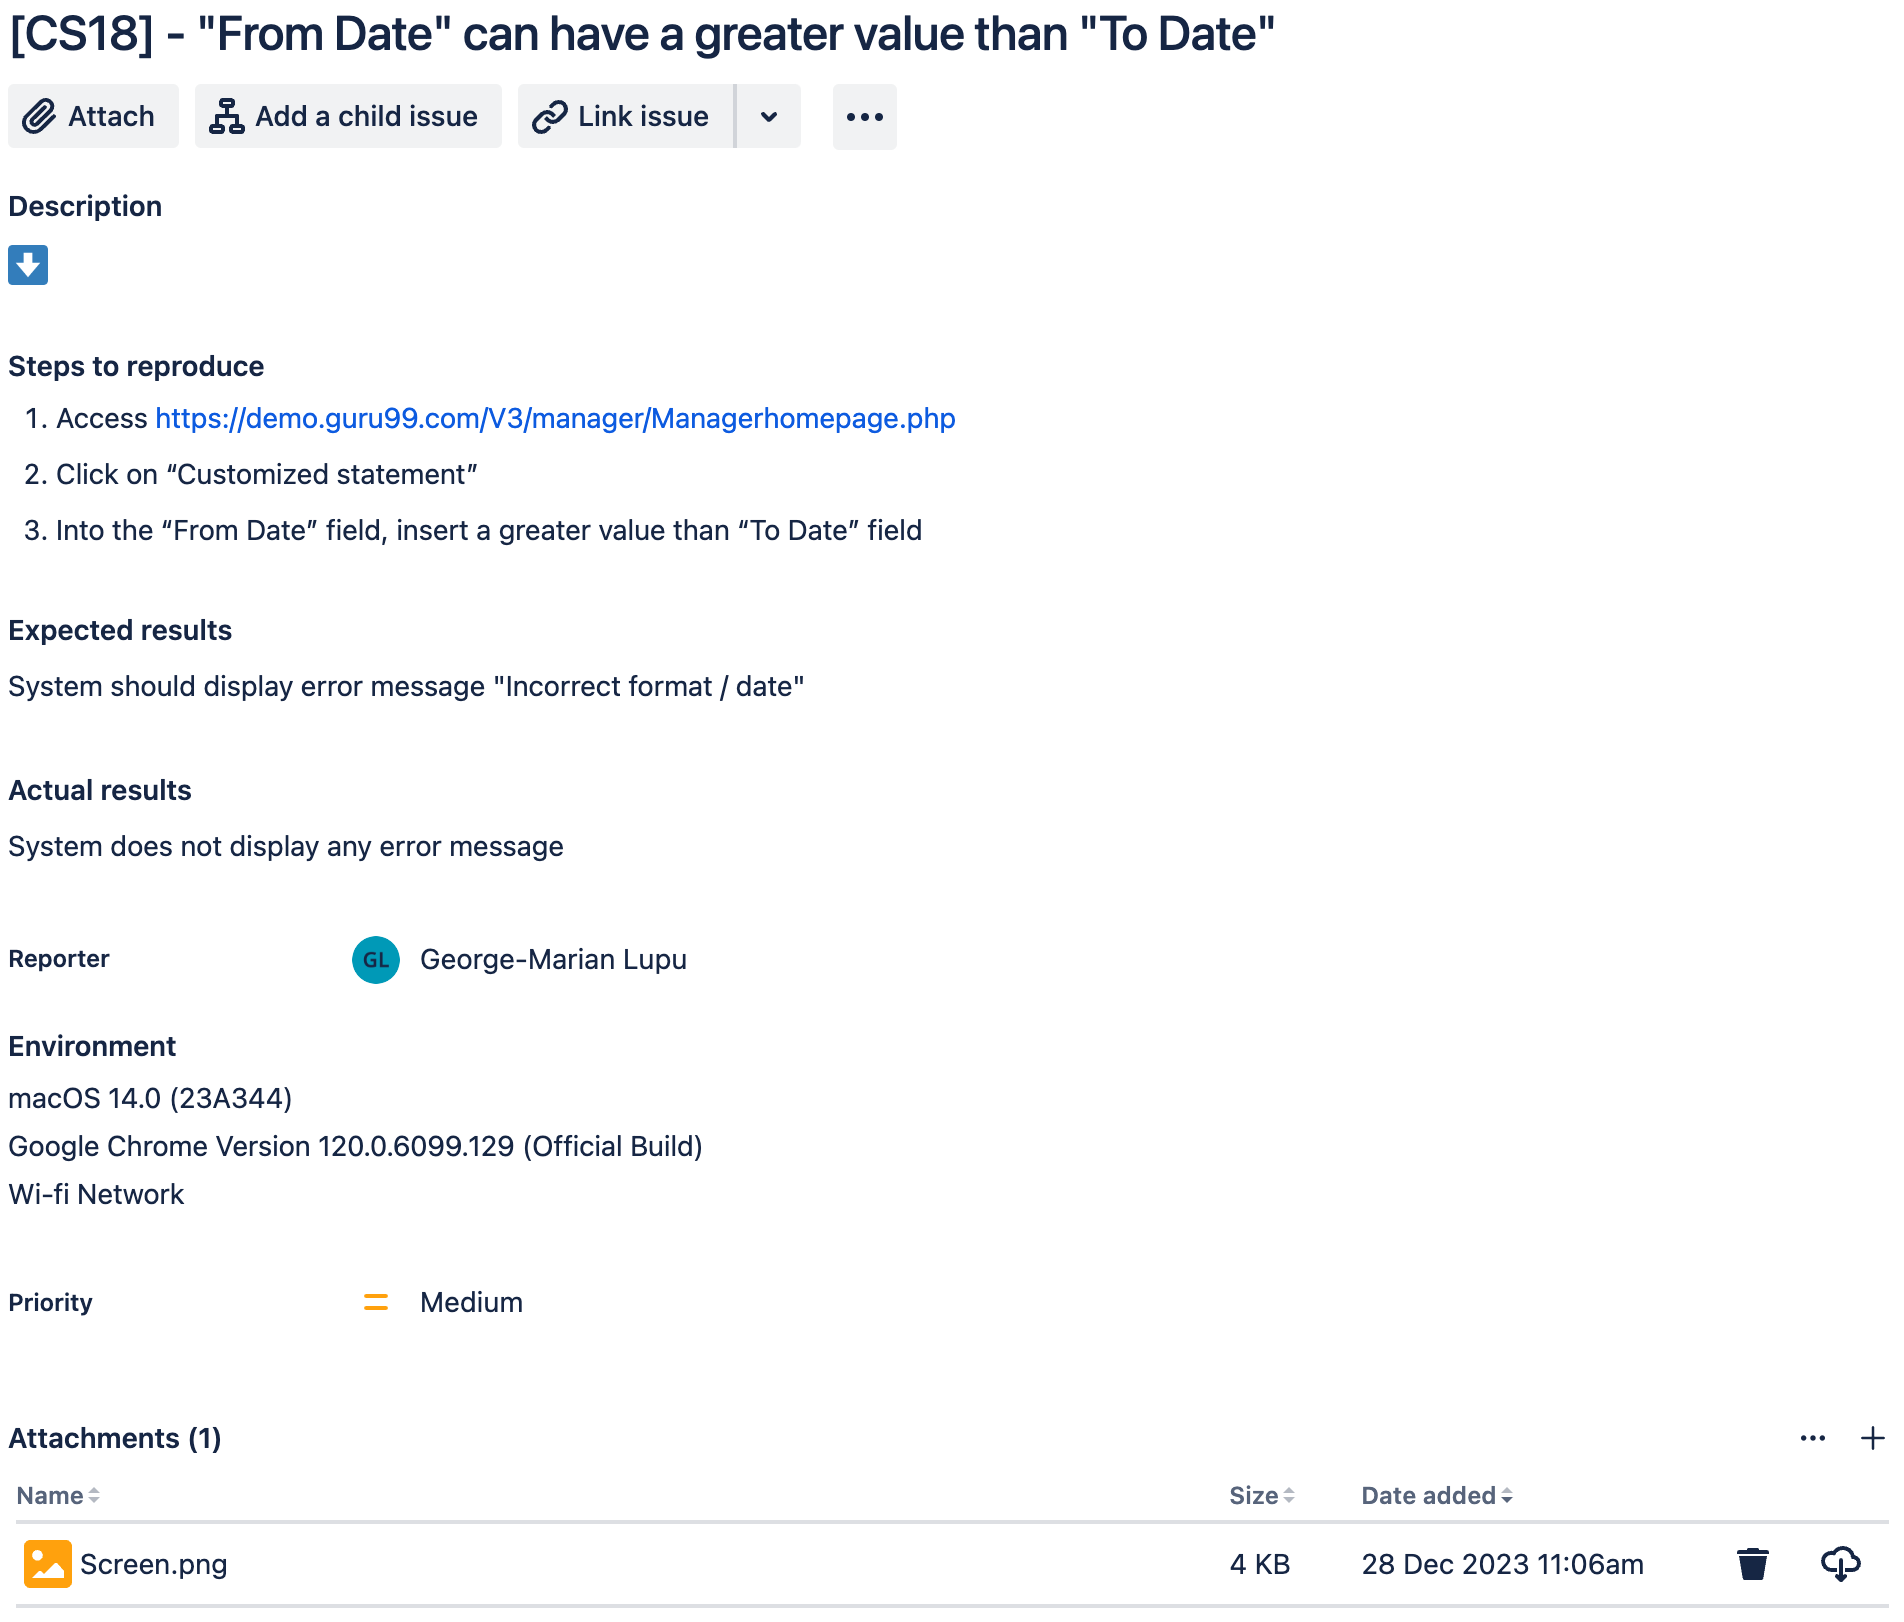 [CS18] - "From Date" can have a greater value than "To Date"
Attach
Add a child issue
Link issue
Description
Steps to reproduce
1. Access https://demo.guru99.com/V3/manager/Managerhomepage.php
2. Click on “Customized statement”
3. Into the “From Date” field, insert a greater value than “To Date” field
Expected results
System should display error message "Incorrect format / date"
Actual results
System does not display any error message
Reporter GL George-Marian Lupu
Environment
macOS 14.0 (23A344)
Google Chrome Version 120.0.6099.129 (Official Build)
Wi-fi Network
Priority Medium
Attachments (1)
Name Size Date added
Screen.png 4 KB 28 Dec 2023 11:06am